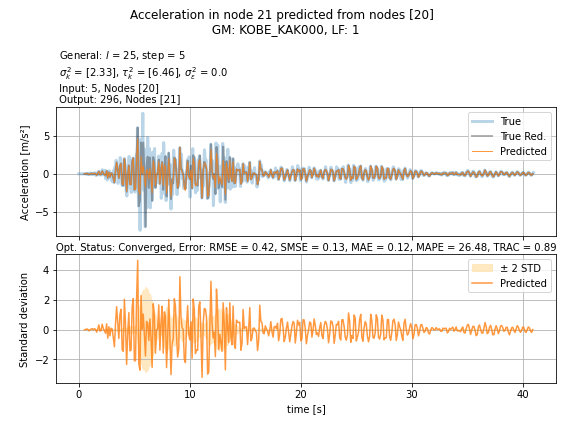 Acceleration in node 21 predicted from nodes [20]
GM: KOBE_KAK000, LF: 1
General: l = 25, step = 5
σ²ₖ = [2.33], τ²ₖ = [6.46], σ²ε = 0.0
Input: 5, Nodes [20]
Output: 296, Nodes [21]
Acceleration [m/s²]
5
0
−5
True
True Red.
Predicted
Opt. Status: Converged, Error: RMSE = 0.42, SMSE = 0.13, MAE = 0.12, MAPE = 26.48, TRAC = 0.89
Standard deviation
4
2
0
−2
± 2 STD
Predicted
0 10 20 30 40
time [s]